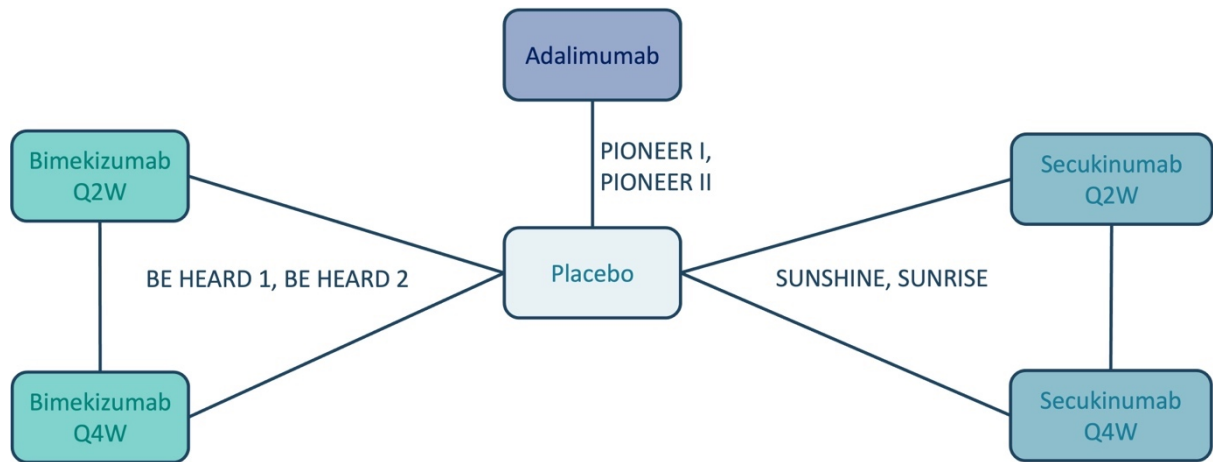 Adalimumab
PIONEER I,
PIONEER II
Bimekizumab
Q2W
Secukinumab
Q2W
BE HEARD 1, BE HEARD 2
Placebo
SUNSHINE, SUNRISE
Bimekizumab
Q4W
Secukinumab
Q4W